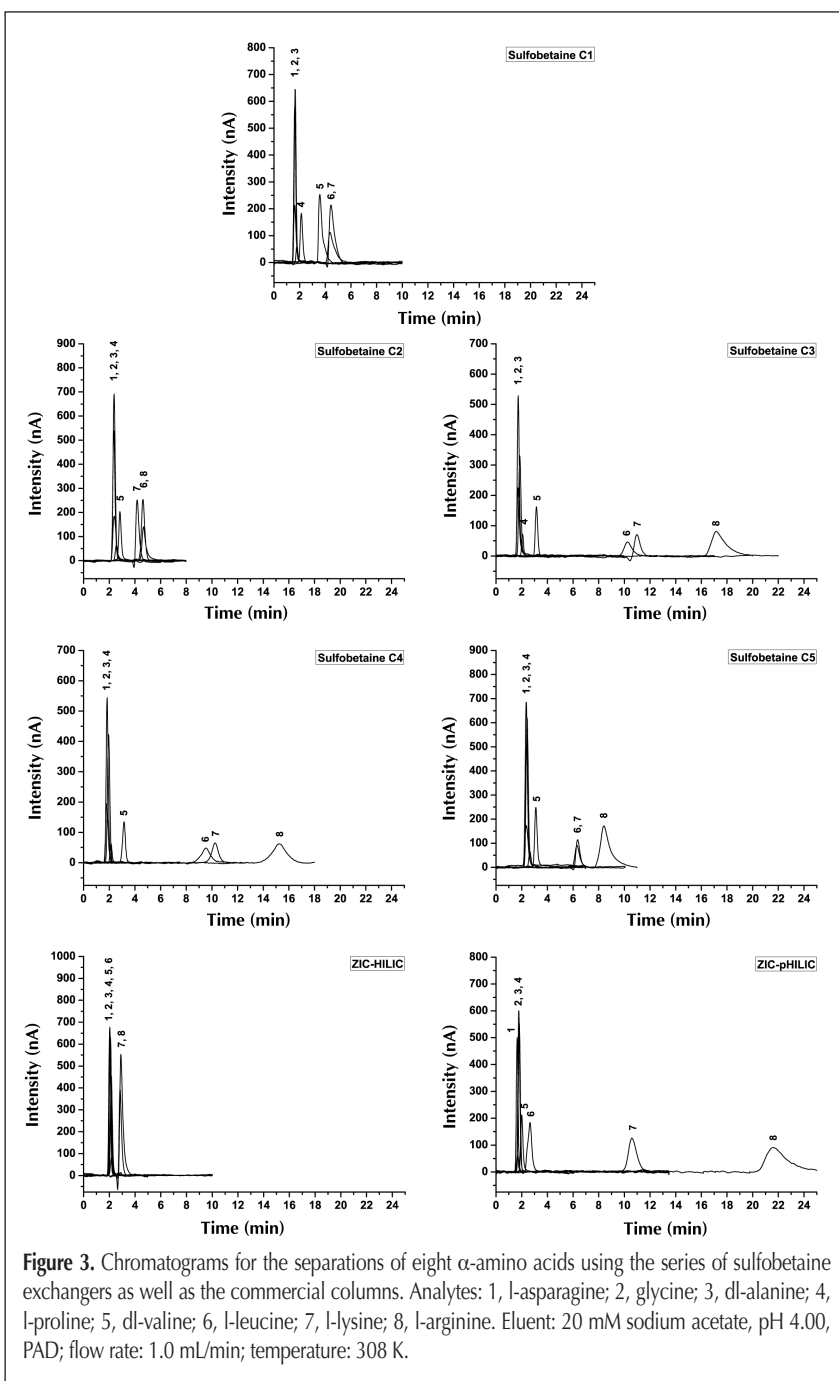 Sulfobetaine C1
800
700
600
500
400
300
200
100
0
Intensity (nA)
1, 2, 3
4
5
6, 7
0 2 4 6 8 10 12 14 16 18 20 22 24
Time (min)
Sulfobetaine C2
900
800
700
600
500
400
300
200
100
0
Intensity (nA)
1, 2, 3, 4
5
7
6, 8
0 2 4 6 8 10 12 14 16 18 20 22 24
Time (min)
Sulfobetaine C3
700
600
500
400
300
200
100
0
Intensity (nA)
1, 2, 3
4
5
6
7
8
0 2 4 6 8 10 12 14 16 18 20 22 24
Time (min)
Sulfobetaine C4
700
600
500
400
300
200
100
0
Intensity (nA)
1, 2, 3, 4
5
6
7
8
0 2 4 6 8 10 12 14 16 18 20 22 24
Time (min)
Sulfobetaine C5
900
800
700
600
500
400
300
200
100
0
Intensity (nA)
1, 2, 3, 4
5
6, 7
8
0 2 4 6 8 10 12 14 16 18 20 22 24
Time (min)
ZIC-HILIC
1000
900
800
700
600
500
400
300
200
100
0
Intensity (nA)
1, 2, 3, 4, 5, 6
7, 8
0 2 4 6 8 10 12 14 16 18 20 22 24
Time (min)
ZIC-pHILIC
800
700
600
500
400
300
200
100
0
Intensity (nA)
1
2, 3, 4
5
6
7
8
0 2 4 6 8 10 12 14 16 18 20 22 24
Time (min)
Figure 3. Chromatograms for the separations of eight α-amino acids using the series of sulfobetaine
exchangers as well as the commercial columns. Analytes: 1, l-asparagine; 2, glycine; 3, dl-alanine; 4,
l-proline; 5, dl-valine; 6, l-leucine; 7, l-lysine; 8, l-arginine. Eluent: 20 mM sodium acetate, pH 4.00,
PAD; flow rate: 1.0 mL/min; temperature: 308 K.